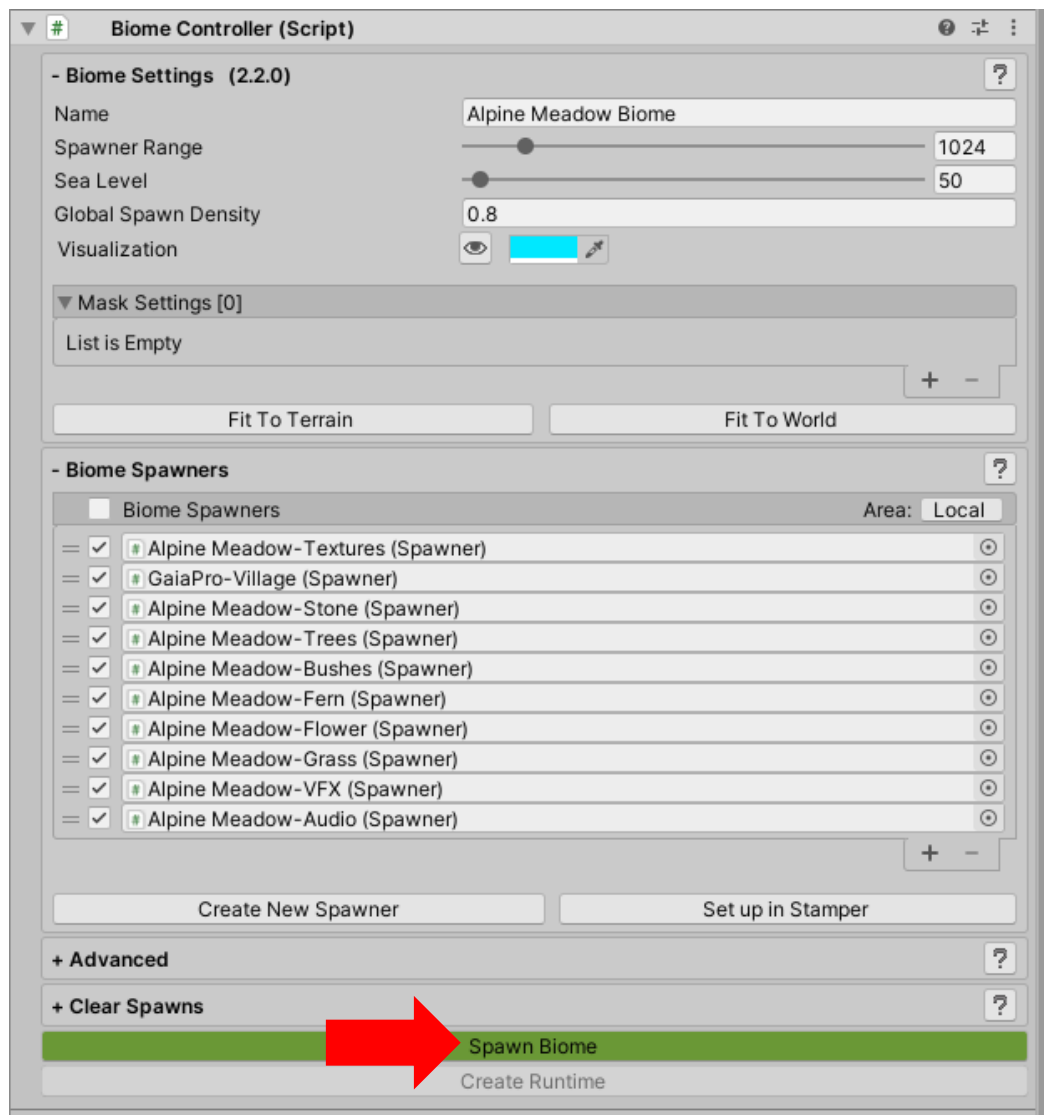 Biome Controller (Script)
- Biome Settings (2.2.0)
Name Alpine Meadow Biome
Spawner Range 1024
Sea Level 50
Global Spawn Density 0.8
Visualization
Mask Settings [0]
List is Empty
+ −
Fit To Terrain Fit To World
- Biome Spawners
Biome Spawners Area: Local
# Alpine Meadow-Textures (Spawner)
# GaiaPro-Village (Spawner)
# Alpine Meadow-Stone (Spawner)
# Alpine Meadow-Trees (Spawner)
# Alpine Meadow-Bushes (Spawner)
# Alpine Meadow-Fern (Spawner)
# Alpine Meadow-Flower (Spawner)
# Alpine Meadow-Grass (Spawner)
# Alpine Meadow-VFX (Spawner)
# Alpine Meadow-Audio (Spawner)
+ −
Create New Spawner Set up in Stamper
+ Advanced
+ Clear Spawns
Spawn Biome
Create Runtime